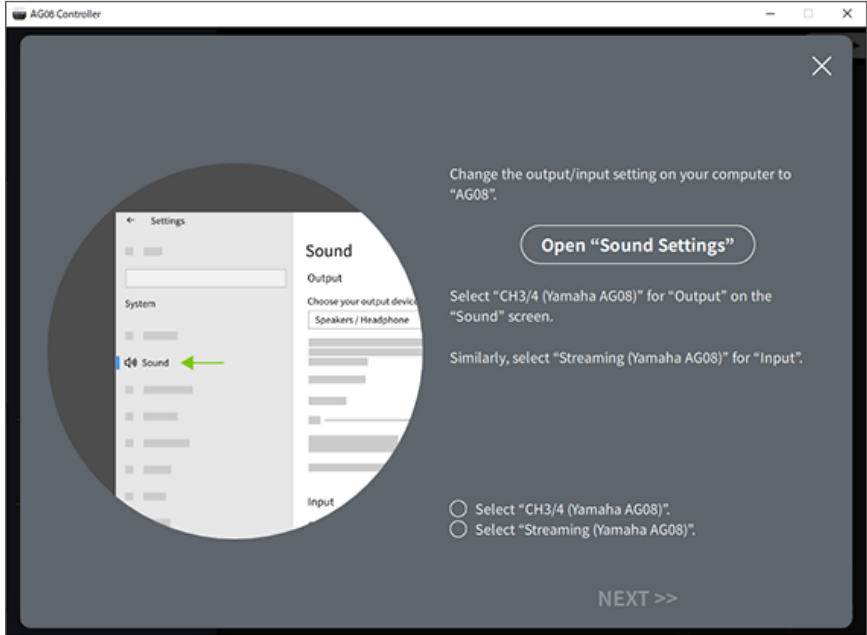 AG08 Controller
Settings
System
Sound
Sound
Output
Choose your output device
Speakers / Headphone
Input
Change the output/input setting on your computer to
“AG08”.
Open “Sound Settings”
Select “CH3/4 (Yamaha AG08)” for “Output” on the
“Sound” screen.
Similarly, select “Streaming (Yamaha AG08)” for “Input”.
Select “CH3/4 (Yamaha AG08)”.
Select “Streaming (Yamaha AG08)”.
NEXT >>